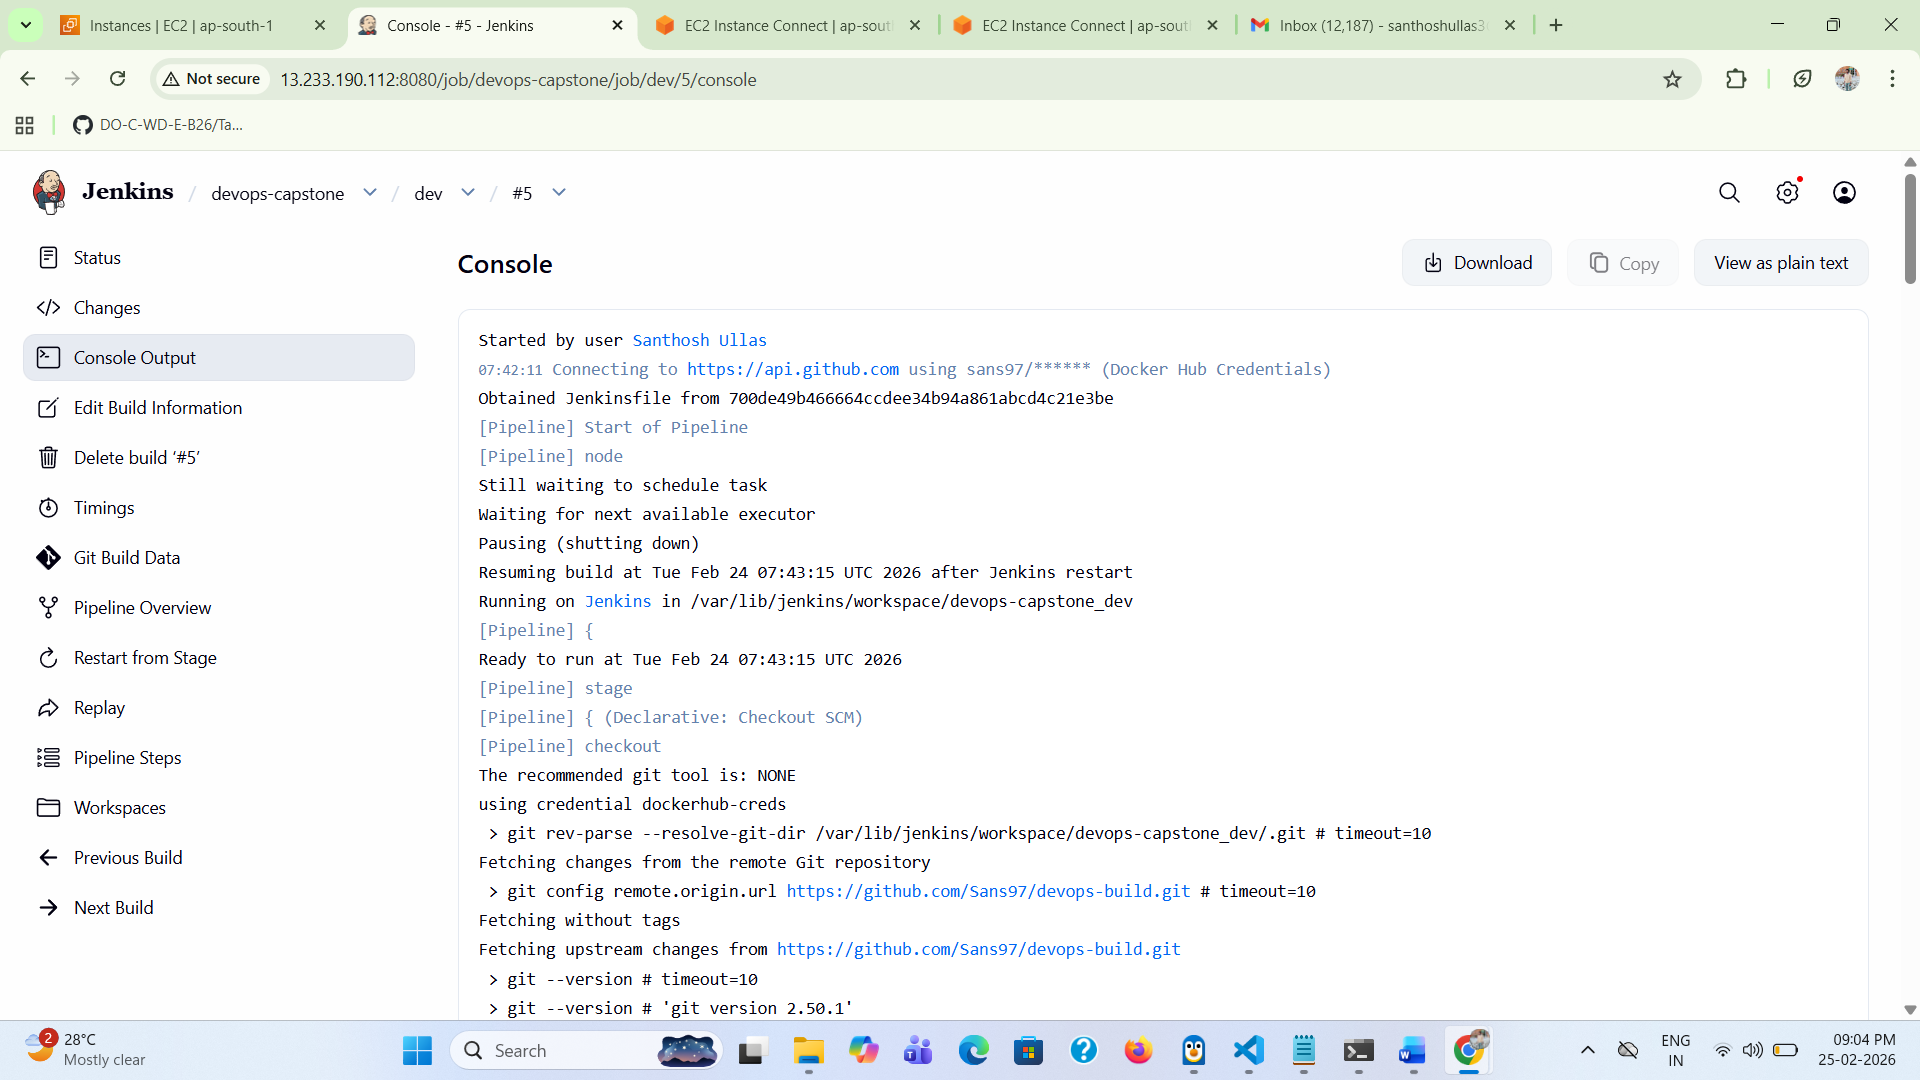 Instances | EC2 | ap-south-1
Console - #5 - Jenkins
EC2 Instance Connect | ap-sout
EC2 Instance Connect | ap-sout
Inbox (12,187) - santhoshullas3
Not secure
13.233.190.112:8080/job/devops-capstone/job/dev/5/console
DO-C-WD-E-B26/Ta...
Jenkins / devops-capstone / dev / #5
Status
Changes
Console Output
Edit Build Information
Delete build ‘#5’
Timings
Git Build Data
Pipeline Overview
Restart from Stage
Replay
Pipeline Steps
Workspaces
Previous Build
Next Build
Console
Download
Copy
View as plain text
Started by user Santhosh Ullas
07:42:11 Connecting to https://api.github.com using sans97/****** (Docker Hub Credentials)
Obtained Jenkinsfile from 700de49b466664ccdee34b94a861abcd4c21e3be
[Pipeline] Start of Pipeline
[Pipeline] node
Still waiting to schedule task
Waiting for next available executor
Pausing (shutting down)
Resuming build at Tue Feb 24 07:43:15 UTC 2026 after Jenkins restart
Running on Jenkins in /var/lib/jenkins/workspace/devops-capstone_dev
[Pipeline] {
Ready to run at Tue Feb 24 07:43:15 UTC 2026
[Pipeline] stage
[Pipeline] { (Declarative: Checkout SCM)
[Pipeline] checkout
The recommended git tool is: NONE
using credential dockerhub-creds
> git rev-parse --resolve-git-dir /var/lib/jenkins/workspace/devops-capstone_dev/.git # timeout=10
Fetching changes from the remote Git repository
> git config remote.origin.url https://github.com/Sans97/devops-build.git # timeout=10
Fetching without tags
Fetching upstream changes from https://github.com/Sans97/devops-build.git
> git --version # timeout=10
> git --version # 'git version 2.50.1'
2
28°C
Mostly clear
Search
ENG
IN
09:04 PM
25-02-2026